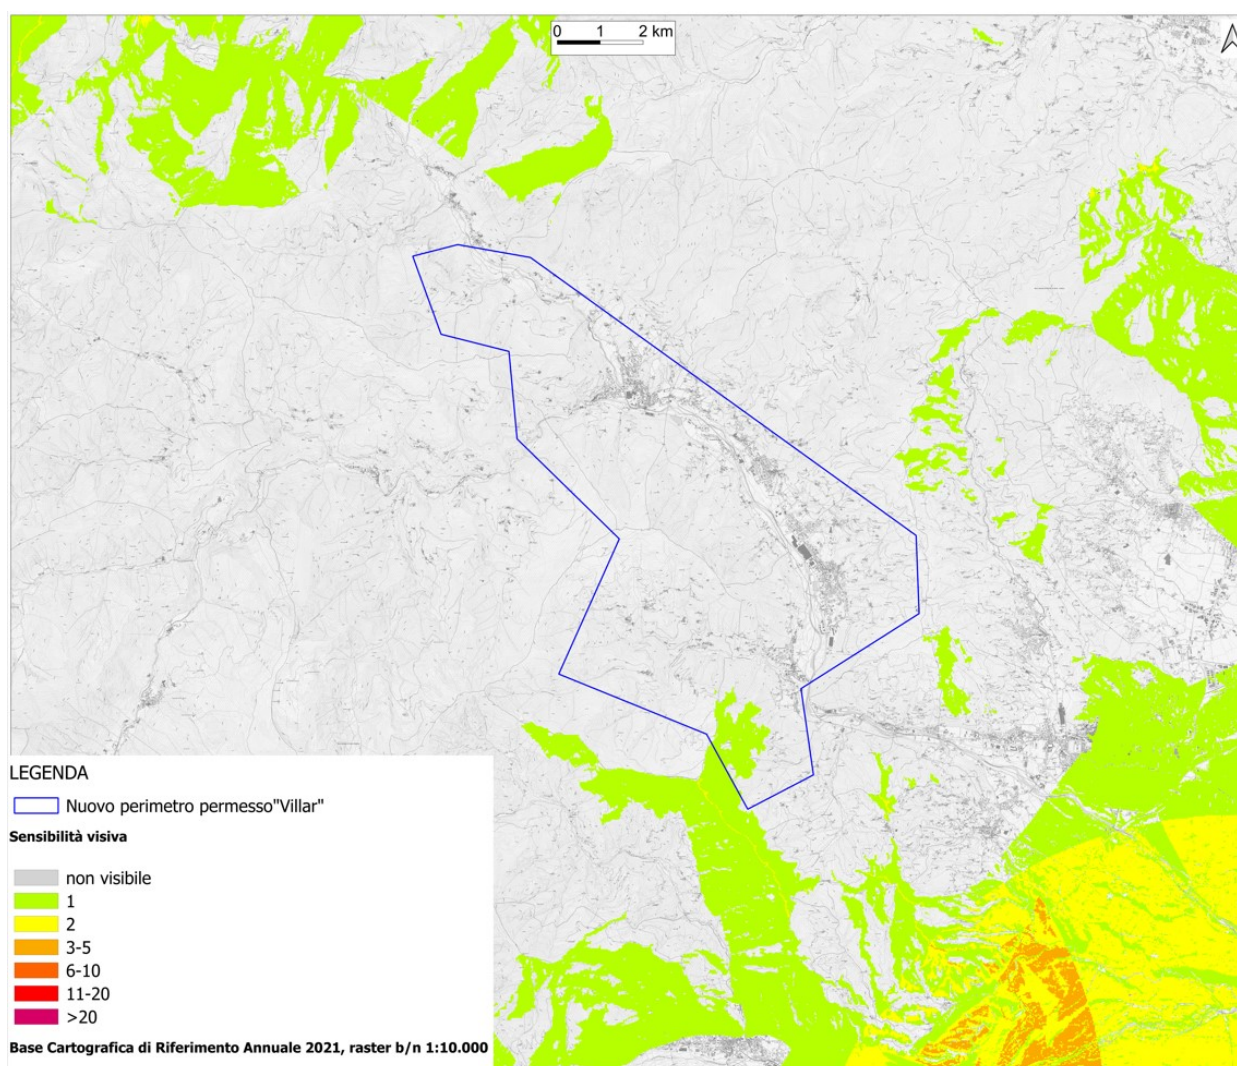 0 1 2 km
LEGENDA
Nuovo perimetro permesso"Villar"
Sensibilità visiva
non visibile
1
2
3-5
6-10
11-20
>20
Base Cartografica di Riferimento Annuale 2021, raster b/n 1:10.000